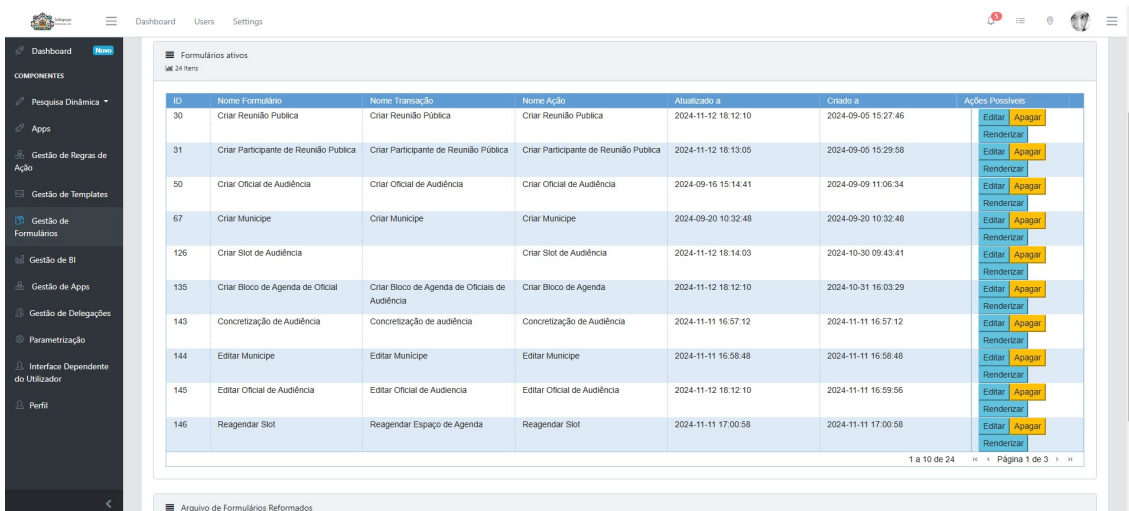 Dashboard Users Settings 5
Dashboard Novo
COMPONENTES
Pesquisa Dinâmica
Apps
Gestão de Regras de
Ação
Gestão de Templates
Gestão de
Formulários
Gestão de BI
Gestão de Apps
Gestão de Delegações
Parametrização
Interface Dependente
do Utilizador
Perfil
Formulários ativos
24 Itens
ID Nome Formulário Nome Transação Nome Ação Atualizado a Criado a Ações Possíveis
30 Criar Reunião Publica Criar Reunião Pública Criar Reunião Publica 2024-11-12 18:12:10 2024-09-05 15:27:46 Editar Apagar
Renderizar
31 Criar Participante de Reunião Publica Criar Participante de Reunião Pública Criar Participante de Reunião Publica 2024-11-12 18:13:05 2024-09-05 15:29:58 Editar Apagar
Renderizar
50 Criar Oficial de Audiência Criar Oficial de Audiência Criar Oficial de Audiência 2024-09-16 15:14:41 2024-09-09 11:06:34 Editar Apagar
Renderizar
67 Criar Municipe Criar Municipe Criar Municipe 2024-09-20 10:32:48 2024-09-20 10:32:48 Editar Apagar
Renderizar
126 Criar Slot de Audiência Criar Slot de Audiência 2024-11-12 18:14:03 2024-10-30 09:43:41 Editar Apagar
Renderizar
135 Criar Bloco de Agenda de Oficial Criar Bloco de Agenda de Oficiais de Criar Bloco de Agenda 2024-11-12 18:12:10 2024-10-31 16:03:29 Editar Apagar
Audiência Renderizar
143 Concretização de Audiência Concretização de audiência Concretização de Audiência 2024-11-11 16:57:12 2024-11-11 16:57:12 Editar Apagar
Renderizar
144 Editar Municipe Editar Munícipe Editar Municipe 2024-11-11 16:58:48 2024-11-11 16:58:48 Editar Apagar
Renderizar
145 Editar Oficial de Audiência Editar Oficial de Audiencia Editar Oficial de Audiência 2024-11-12 18:12:10 2024-11-11 16:59:56 Editar Apagar
Renderizar
146 Reagendar Slot Reagendar Espaço de Agenda Reagendar Slot 2024-11-11 17:00:58 2024-11-11 17:00:58 Editar Apagar
Renderizar
1 a 10 de 24 Página 1 de 3
Arquivo de Formulários Reformados